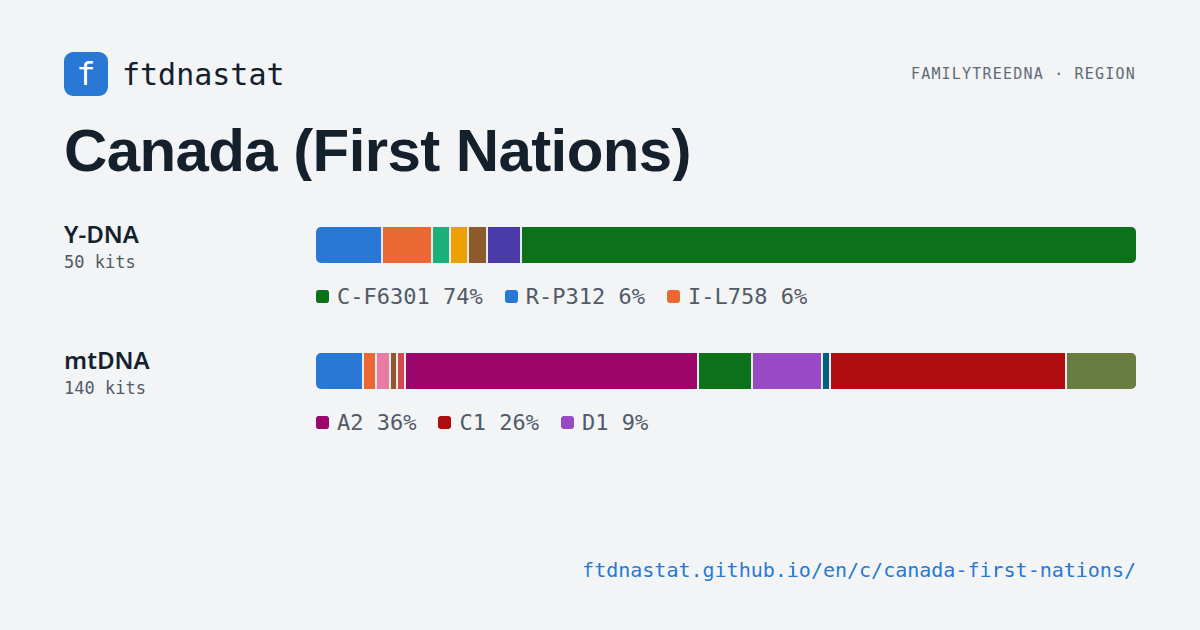 f ftdnastat
FAMILYTREEDNA · REGION
Canada (First Nations)
Y-DNA
50 kits
C-F6301 74% R-P312 6% I-L758 6%
mtDNA
140 kits
A2 36% C1 26% D1 9%
ftdnastat.github.io/en/c/canada-first-nations/